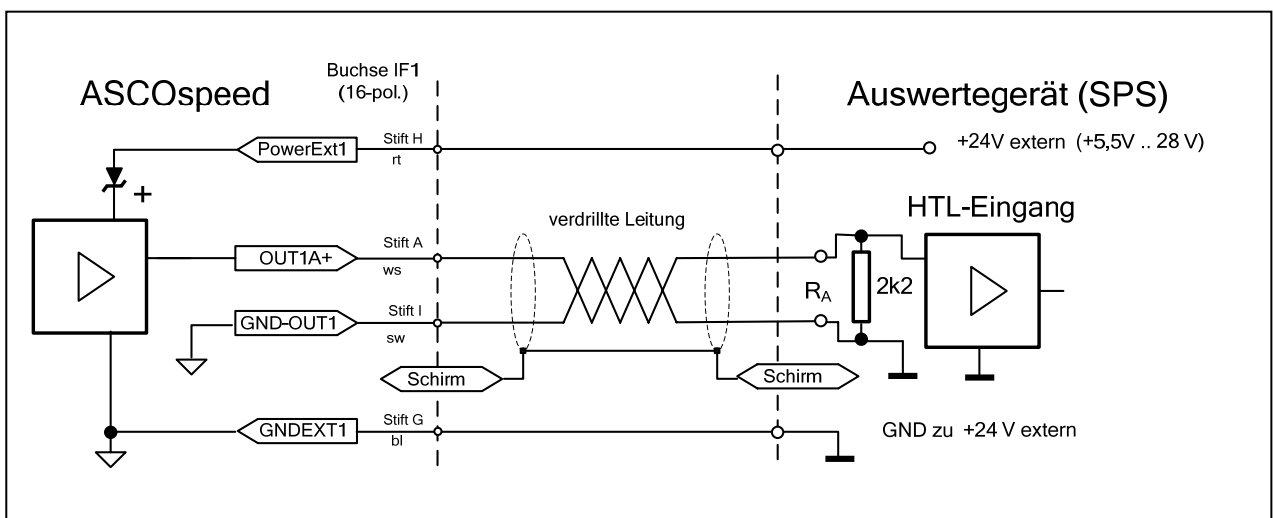 ASCOspeed
Buchse IF1
(16-pol.)
Auswertegerät (SPS)
PowerExt1
Stift H
rt
+24V extern (+5,5V .. 28 V)
+
HTL-Eingang
verdrillte Leitung
OUT1A+
Stift A
ws
RA
2k2
GND-OUT1
Stift I
sw
Schirm
Schirm
GNDEXT1
Stift G
bl
GND zu +24 V extern